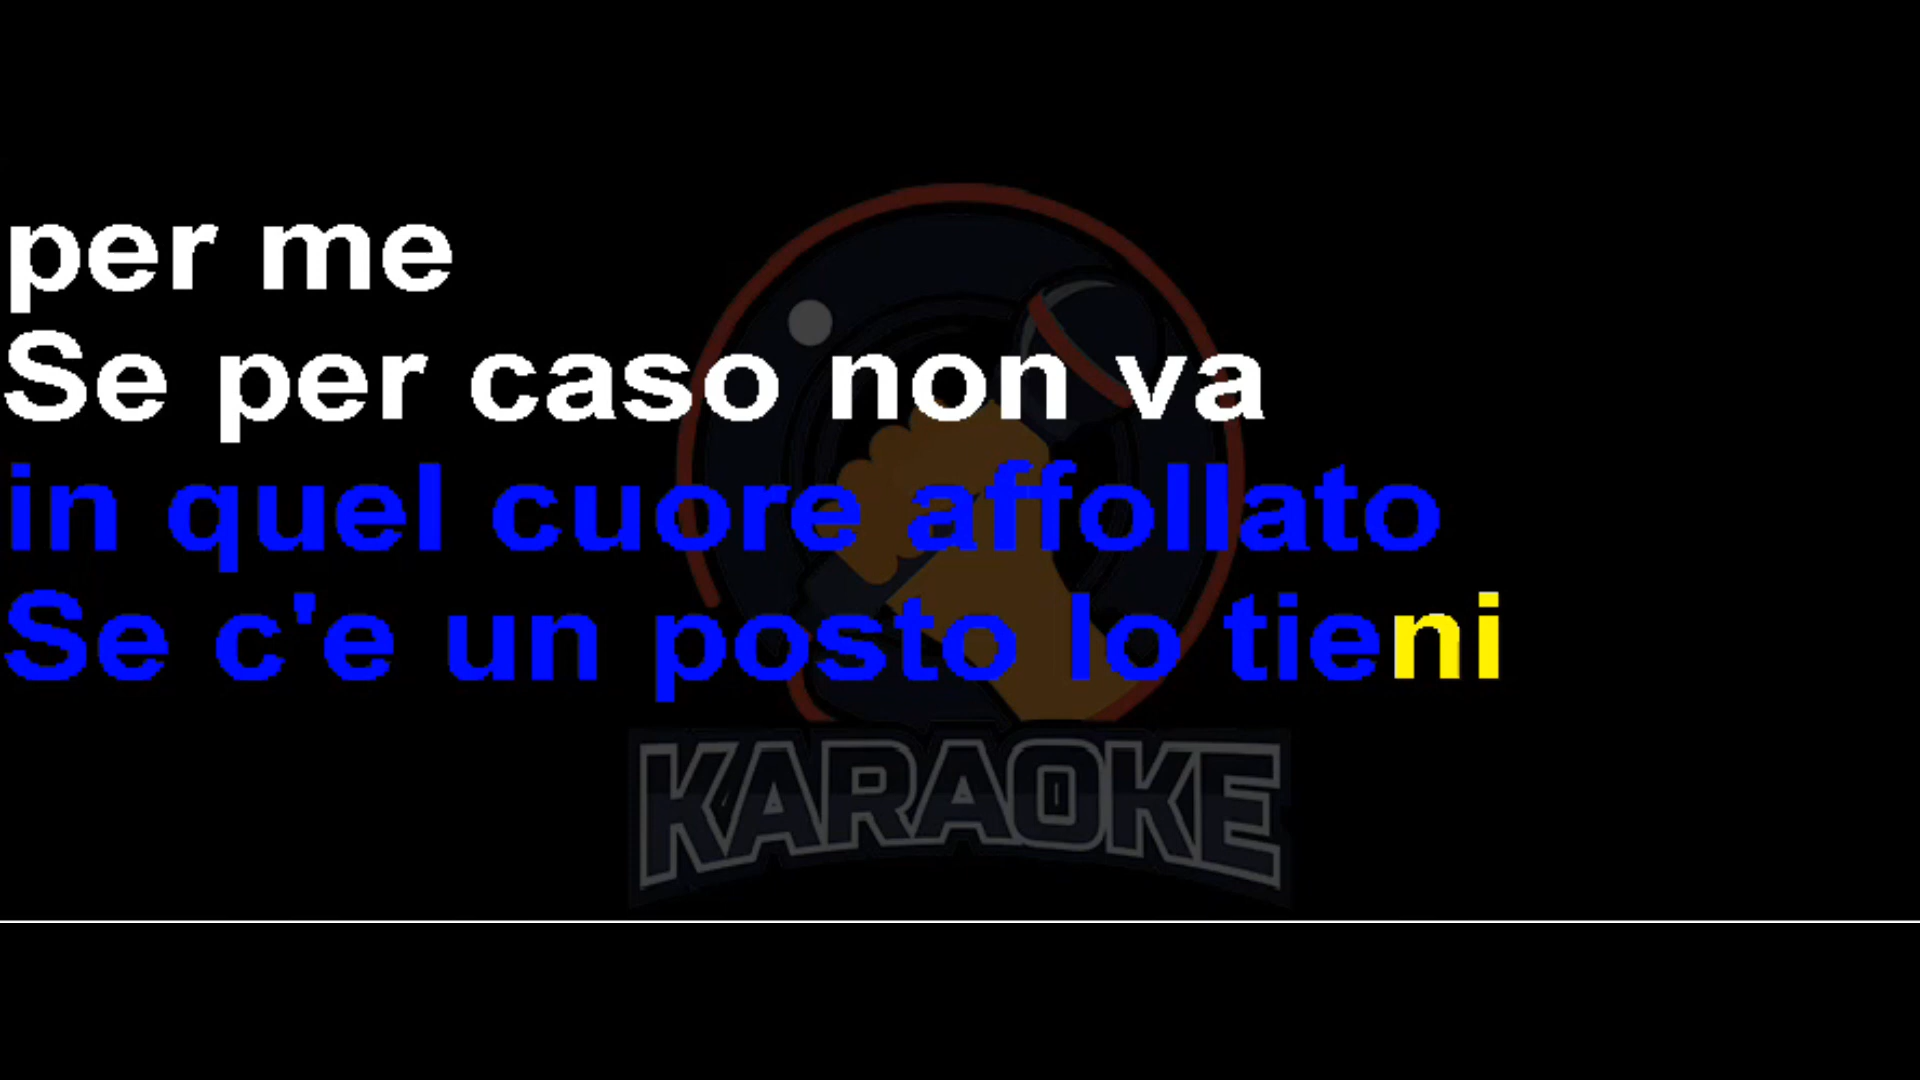 per me
Se per caso non va
in quel cuore affollato
Se c'e un posto lo tieni
KARAOKE